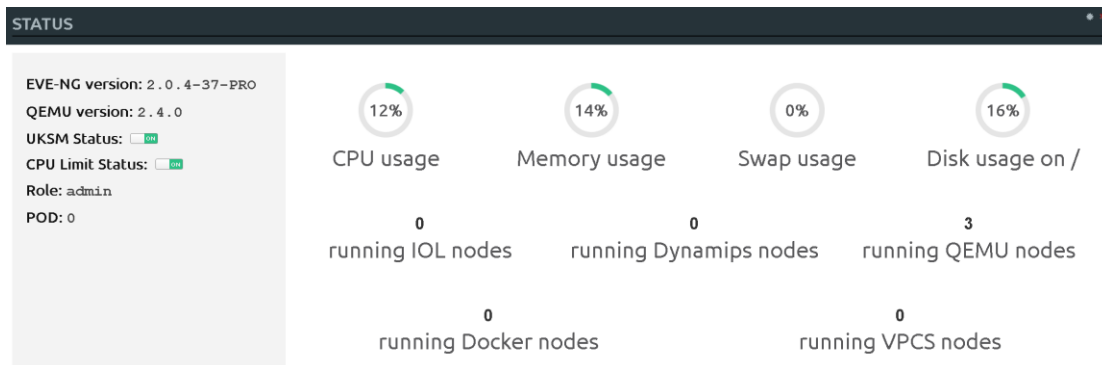 STATUS
EVE-NG version: 2.0.4-37-PRO
QEMU version: 2.4.0
UKSM Status: ON
CPU Limit Status: ON
Role: admin
POD: 0
12% 14% 0% 16%
CPU usage Memory usage Swap usage Disk usage on /
0 0 3
running IOL nodes running Dynamips nodes running QEMU nodes
0 0
running Docker nodes running VPCS nodes